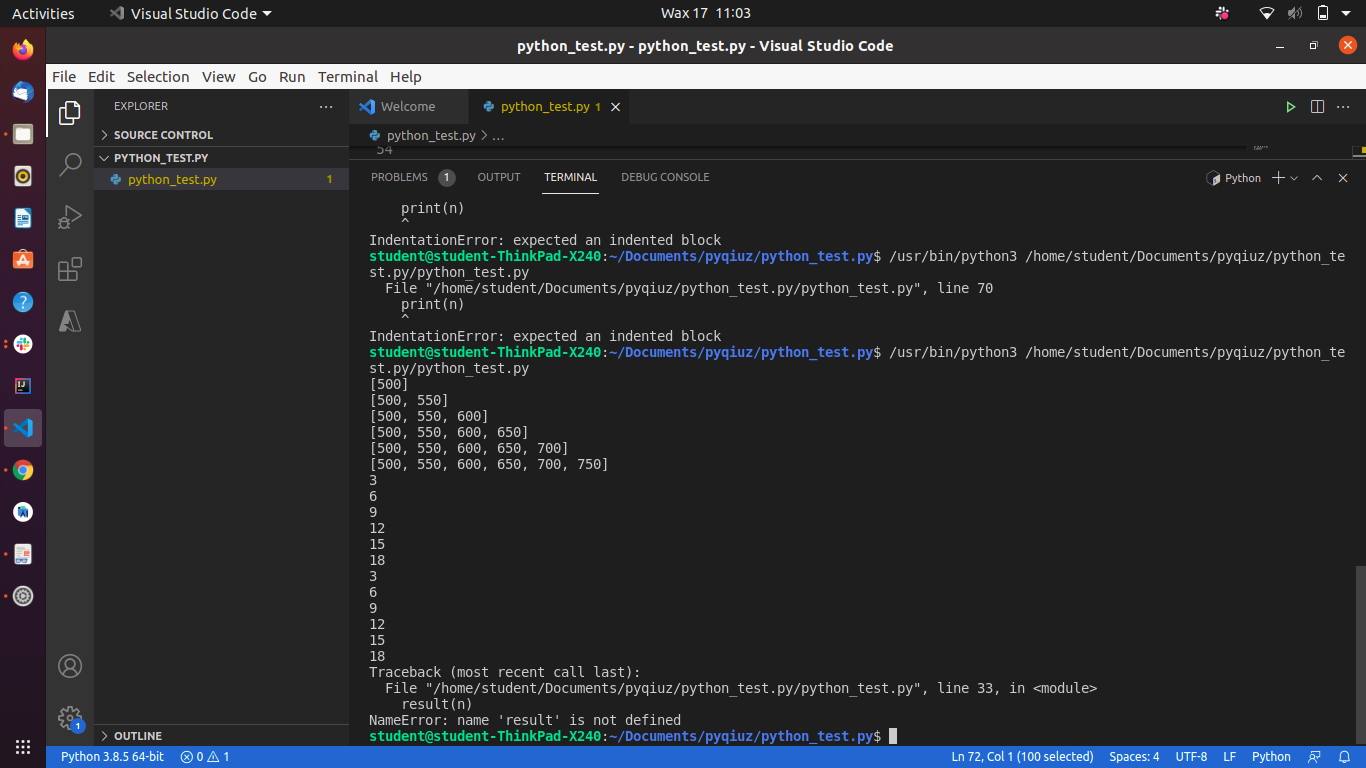 Activities Visual Studio Code Wax 17 11:03
python_test.py - python_test.py - Visual Studio Code
File Edit Selection View Go Run Terminal Help
EXPLORER
Welcome python_test.py 1
SOURCE CONTROL
python_test.py > ...
54
PYTHON_TEST.PY
python_test.py 1
PROBLEMS 1 OUTPUT TERMINAL DEBUG CONSOLE Python
print(n)
^
IndentationError: expected an indented block
student@student-ThinkPad-X240:~/Documents/pyqiuz/python_test.py$ /usr/bin/python3 /home/student/Documents/pyqiuz/python_te
st.py/python_test.py
File "/home/student/Documents/pyqiuz/python_test.py/python_test.py", line 70
print(n)
^
IndentationError: expected an indented block
student@student-ThinkPad-X240:~/Documents/pyqiuz/python_test.py$ /usr/bin/python3 /home/student/Documents/pyqiuz/python_te
st.py/python_test.py
[500]
[500, 550]
[500, 550, 600]
[500, 550, 600, 650]
[500, 550, 600, 650, 700]
[500, 550, 600, 650, 700, 750]
3
6
9
12
15
18
3
6
9
12
15
18
Traceback (most recent call last):
File "/home/student/Documents/pyqiuz/python_test.py/python_test.py", line 33, in <module>
result(n)
NameError: name 'result' is not defined
student@student-ThinkPad-X240:~/Documents/pyqiuz/python_test.py$
1
OUTLINE
Python 3.8.5 64-bit 0 1 Ln 72, Col 1 (100 selected) Spaces: 4 UTF-8 LF Python